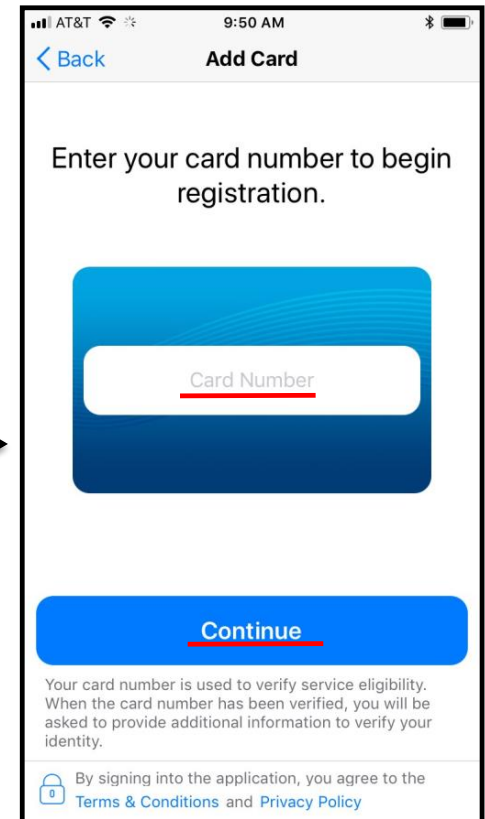 AT&T 9:50 AM
Back Add Card
Enter your card number to begin
registration.
Card Number
Continue
Your card number is used to verify service eligibility.
When the card number has been verified, you will be
asked to provide additional information to verify your
identity.
By signing into the application, you agree to the
Terms & Conditions and Privacy Policy